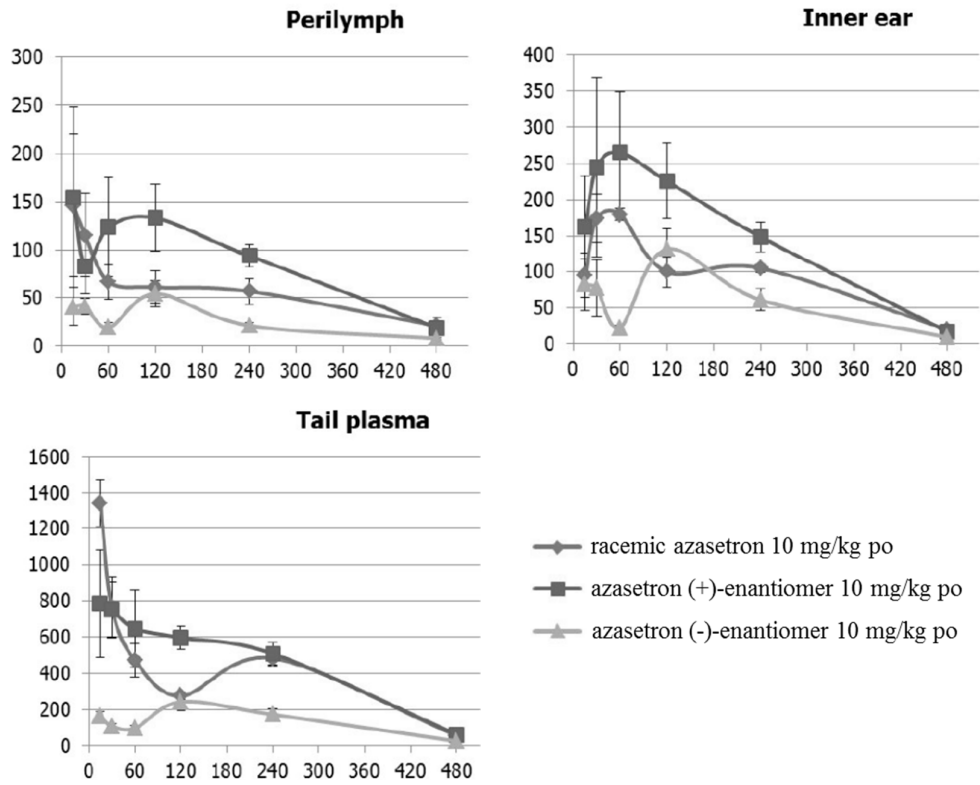 Perilymph
300
250
200
150
100
50
0
0 60 120 180 240 300 360 420 480
Inner ear
400
350
300
250
200
150
100
50
0
0 60 120 180 240 300 360 420 480
Tail plasma
1600
1400
1200
1000
800
600
400
200
0
0 60 120 180 240 300 360 420 480
racemic azasetron 10 mg/kg po
azasetron (+)-enantiomer 10 mg/kg po
azasetron (-)-enantiomer 10 mg/kg po